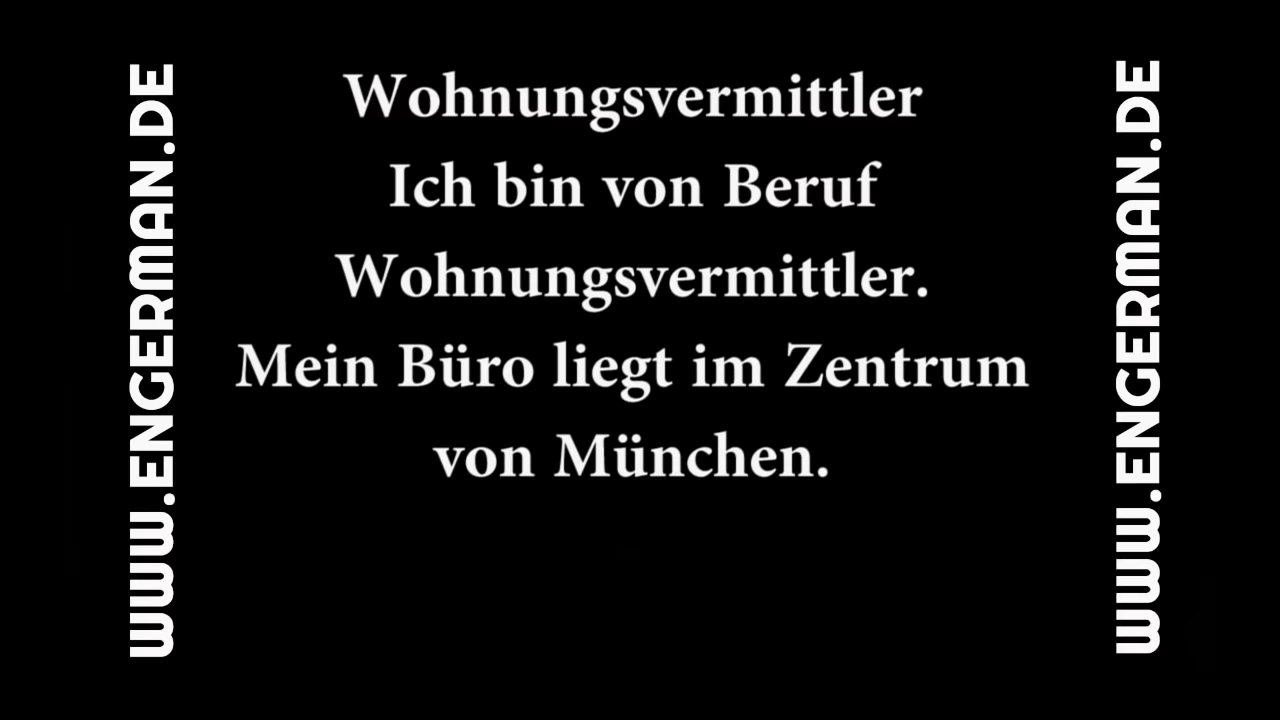 WWW.ENGERMAN.DE
Wohnungsvermittler
Ich bin von Beruf
Wohnungsvermittler.
Mein Büro liegt im Zentrum
von München.
WWW.ENGERMAN.DE